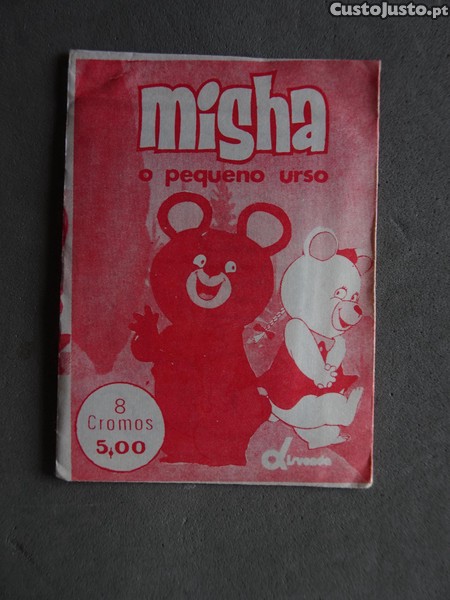 CustoJusto.pt
misha
o pequeno urso
8
Cromos
5,00